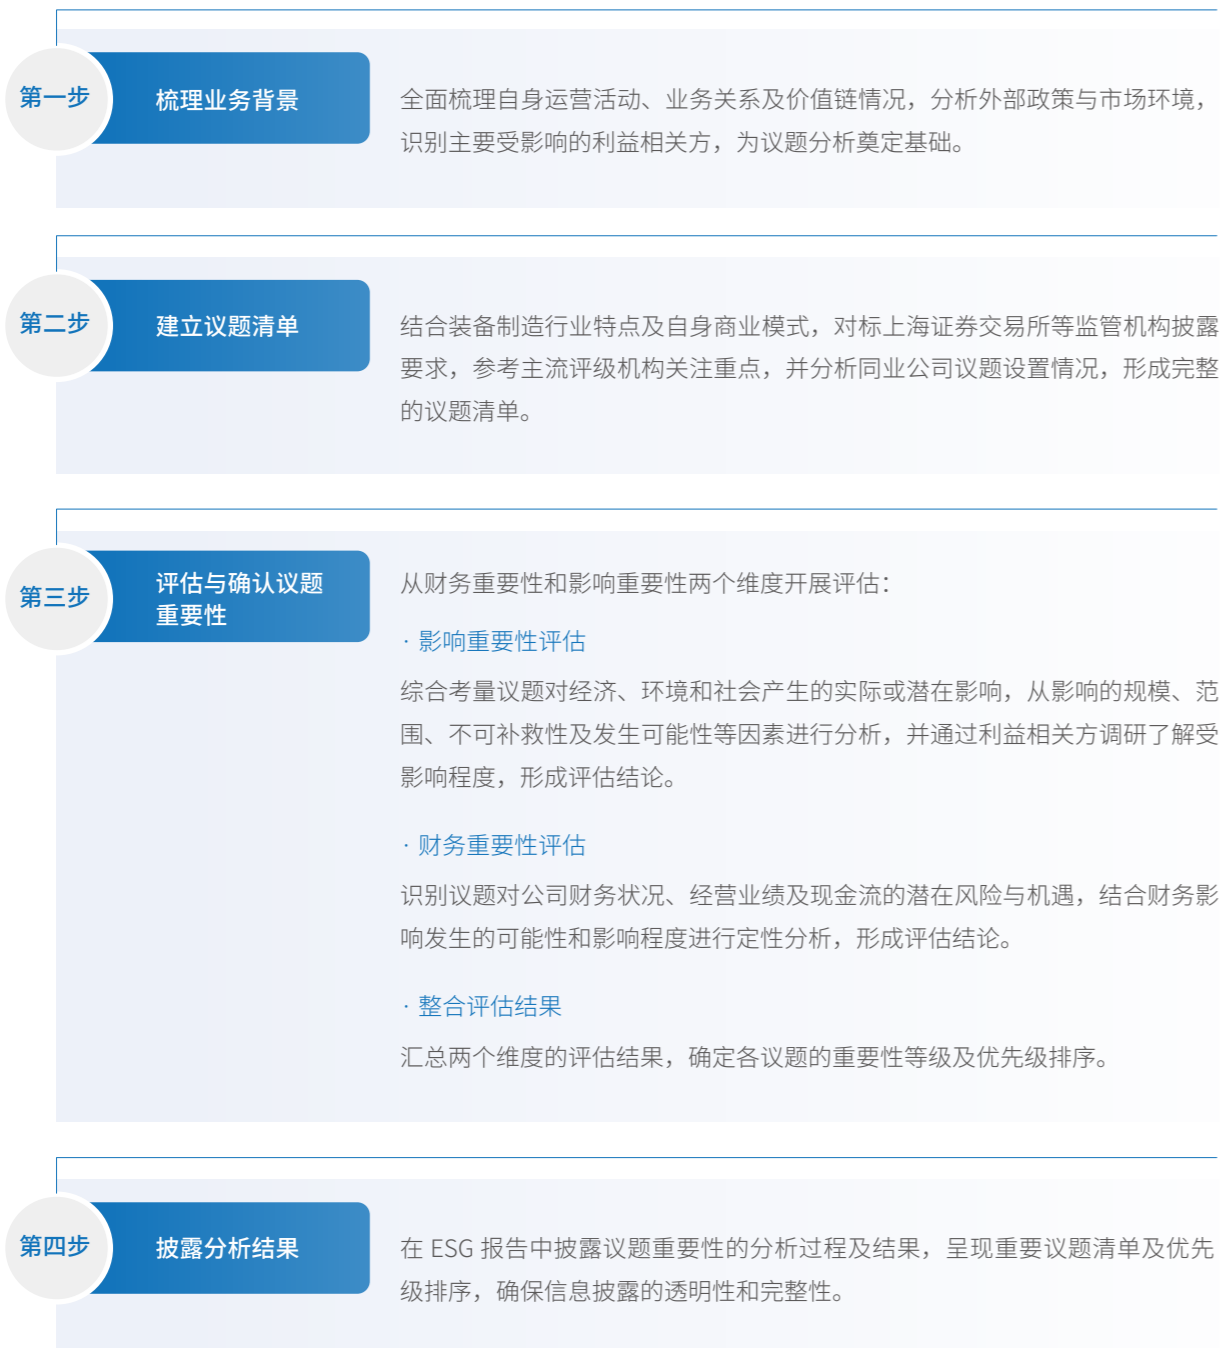 第一步
梳理业务背景
全面梳理自身运营活动、业务关系及价值链情况，分析外部政策与市场环境，
识别主要受影响的利益相关方，为议题分析奠定基础。
第二步
建立议题清单
结合装备制造行业特点及自身商业模式，对标上海证券交易所等监管机构披露
要求，参考主流评级机构关注重点，并分析同业公司议题设置情况，形成完整
的议题清单。
第三步
评估与确认议题
重要性
从财务重要性和影响重要性两个维度开展评估：
· 影响重要性评估
综合考量议题对经济、环境和社会产生的实际或潜在影响，从影响的规模、范
围、不可补救性及发生可能性等因素进行分析，并通过利益相关方调研了解受
影响程度，形成评估结论。
· 财务重要性评估
识别议题对公司财务状况、经营业绩及现金流的潜在风险与机遇，结合财务影
响发生的可能性和影响程度进行定性分析，形成评估结论。
· 整合评估结果
汇总两个维度的评估结果，确定各议题的重要性等级及优先级排序。
第四步
披露分析结果
在 ESG 报告中披露议题重要性的分析过程及结果，呈现重要议题清单及优先
级排序，确保信息披露的透明性和完整性。